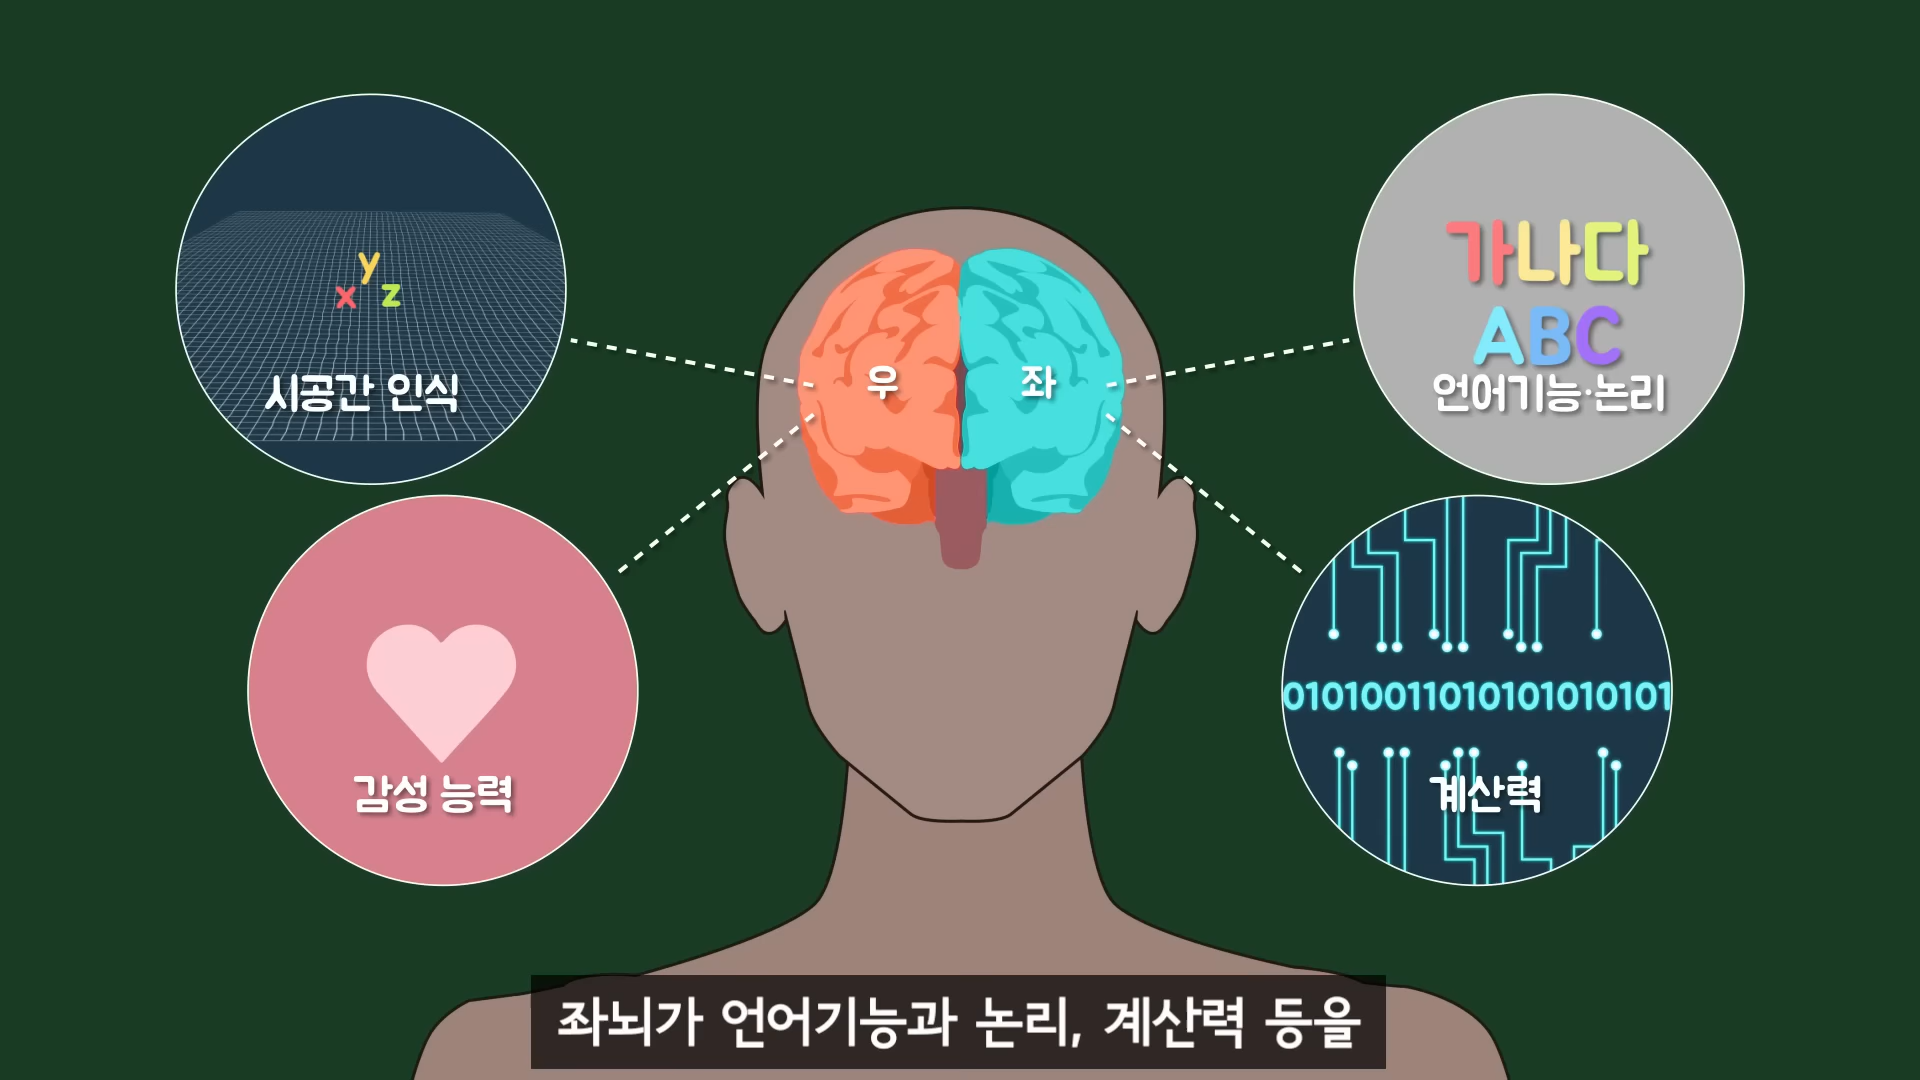 y
x z
시공간 인식
가나다
ABC
언어기능·논리
우 좌
감성 능력
01010011010101010101
계산력
좌뇌가 언어기능과 논리, 계산력 등을